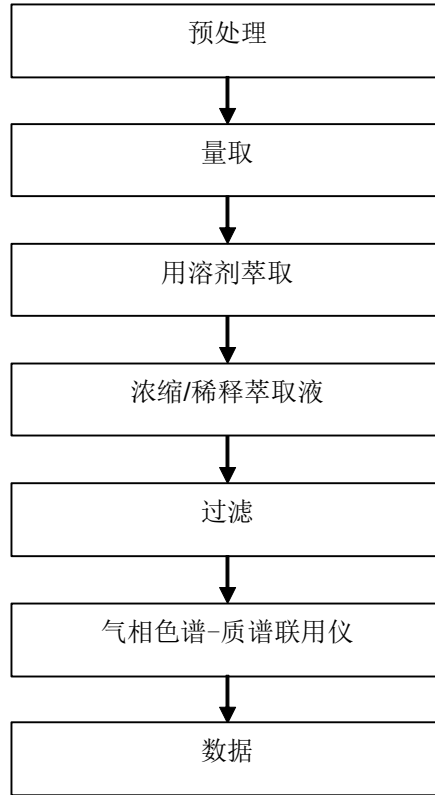 预处理
量取
用溶剂萃取
浓缩/稀释萃取液
过滤
气相色谱-质谱联用仪
数据